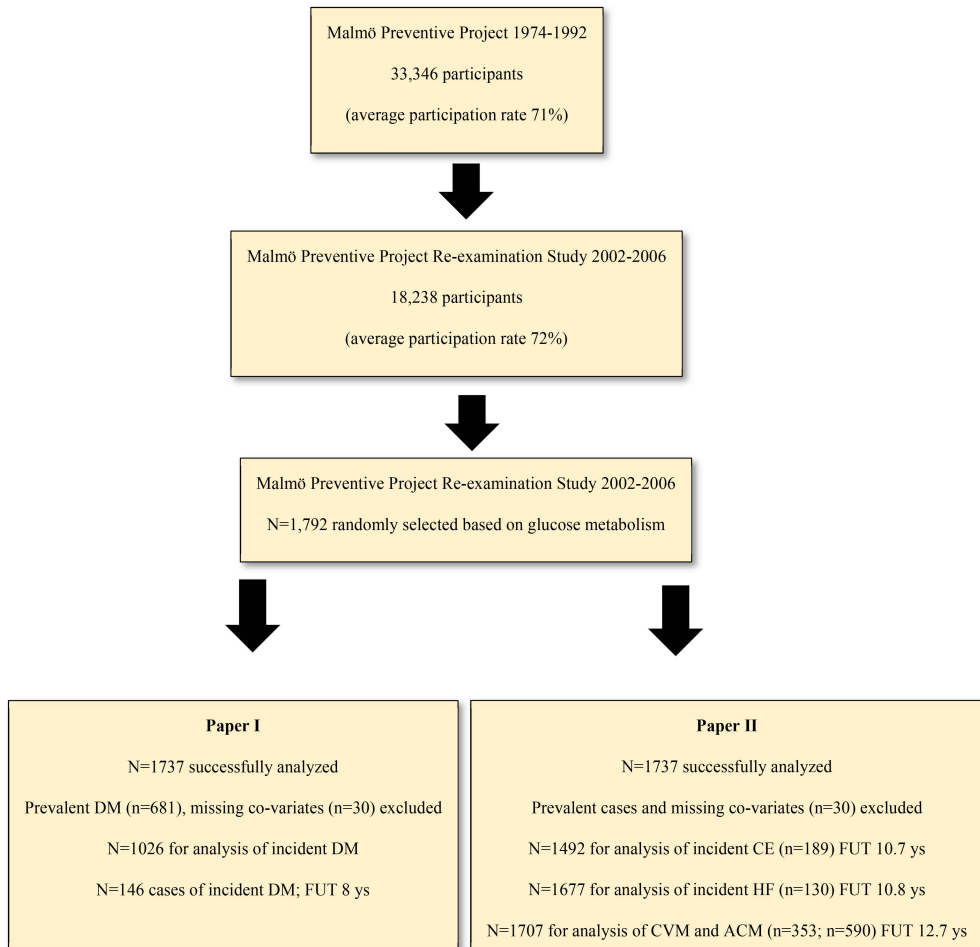 Malmö Preventive Project 1974-1992
33,346 participants
(average participation rate 71%)
Malmö Preventive Project Re-examination Study 2002-2006
18,238 participants
(average participation rate 72%)
Malmö Preventive Project Re-examination Study 2002-2006
N=1,792 randomly selected based on glucose metabolism
Paper I
N=1737 successfully analyzed
Prevalent DM (n=681), missing co-variates (n=30) excluded
N=1026 for analysis of incident DM
N=146 cases of incident DM; FUT 8 ys
Paper II
N=1737 successfully analyzed
Prevalent cases and missing co-variates (n=30) excluded
N=1492 for analysis of incident CE (n=189) FUT 10.7 ys
N=1677 for analysis of incident HF (n=130) FUT 10.8 ys
N=1707 for analysis of CVM and ACM (n=353; n=590) FUT 12.7 ys